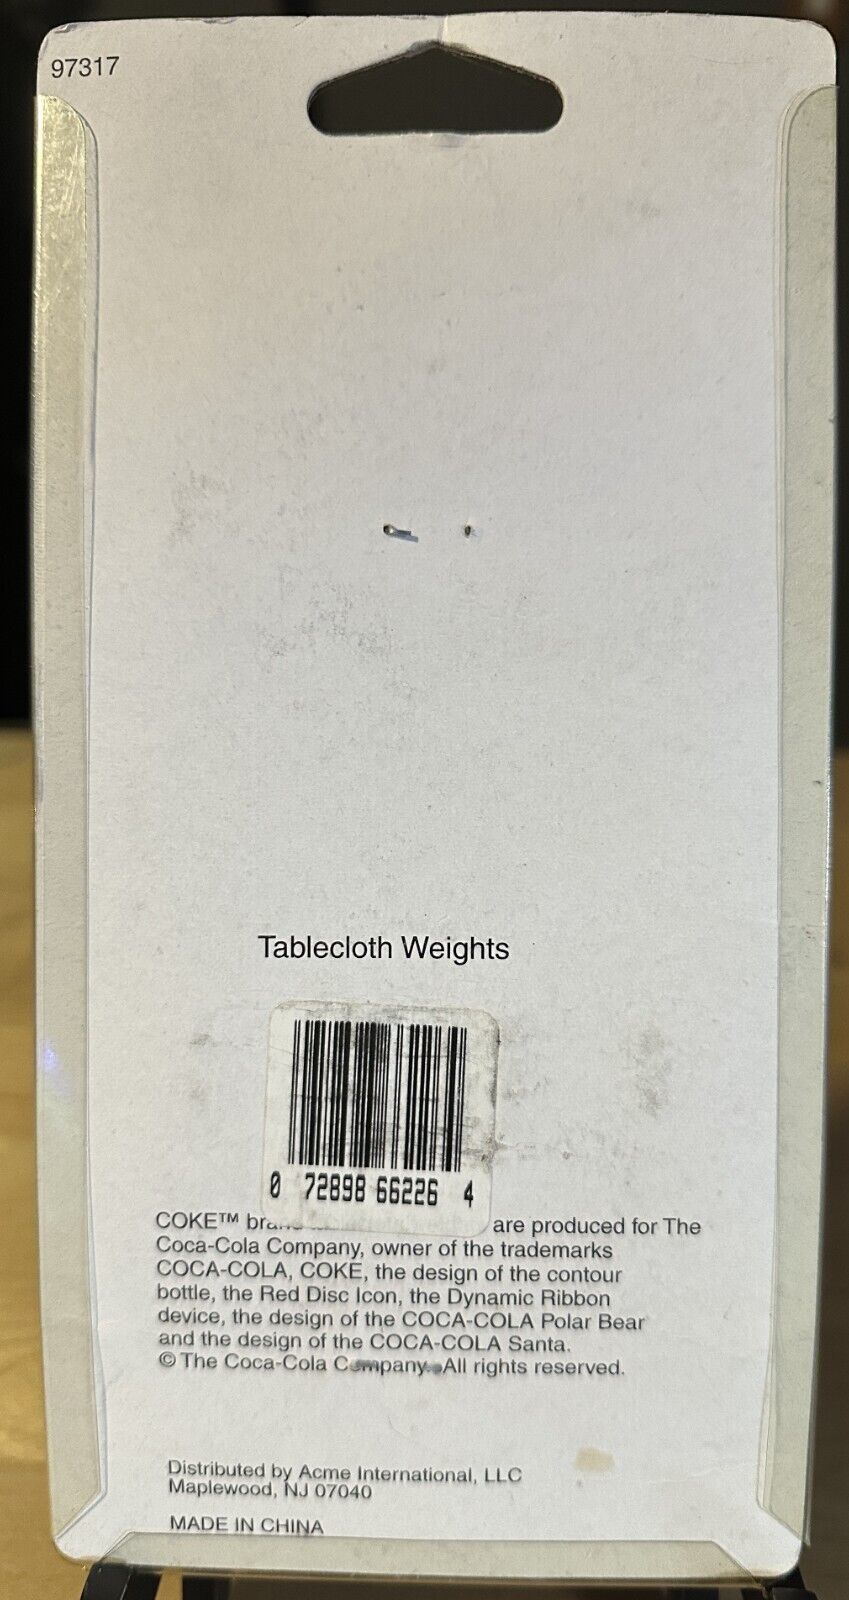 97317
Tablecloth Weights
0 72898 66226 4
COKE™ are produced for The
Coca-Cola Company, owner of the trademarks
COCA-COLA, COKE, the design of the contour
bottle, the Red Disc Icon, the Dynamic Ribbon
device, the design of the COCA-COLA Polar Bear
and the design of the COCA-COLA Santa.
© The Coca-Cola Company. All rights reserved.
Distributed by Acme International, LLC
Maplewood, NJ 07040
MADE IN CHINA